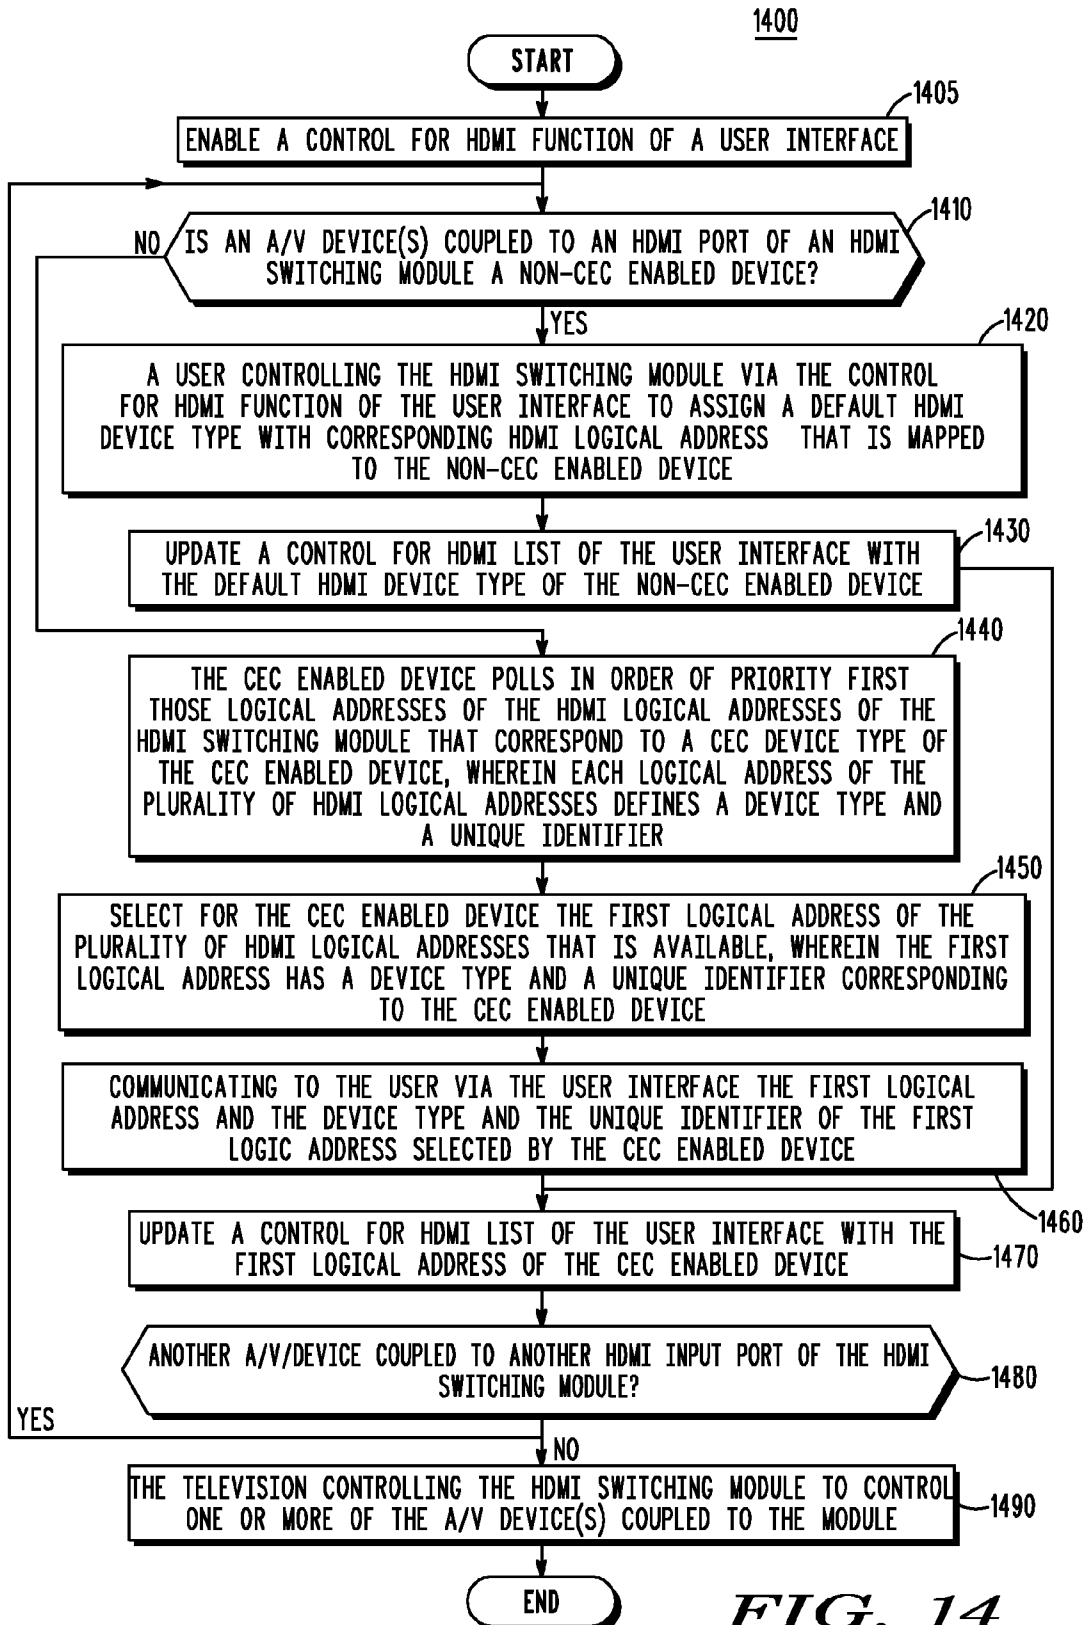 1400
START
1405
ENABLE A CONTROL FOR HDMI FUNCTION OF A USER INTERFACE
1410
NO
IS AN A/V DEVICE(S) COUPLED TO AN HDMI PORT OF AN HDMI
SWITCHING MODULE A NON-CEC ENABLED DEVICE?
YES
1420
A USER CONTROLLING THE HDMI SWITCHING MODULE VIA THE CONTROL
FOR HDMI FUNCTION OF THE USER INTERFACE TO ASSIGN A DEFAULT HDMI
DEVICE TYPE WITH CORRESPONDING HDMI LOGICAL ADDRESS THAT IS MAPPED
TO THE NON-CEC ENABLED DEVICE
1430
UPDATE A CONTROL FOR HDMI LIST OF THE USER INTERFACE WITH
THE DEFAULT HDMI DEVICE TYPE OF THE NON-CEC ENABLED DEVICE
1440
THE CEC ENABLED DEVICE POLLS IN ORDER OF PRIORITY FIRST
THOSE LOGICAL ADDRESSES OF THE HDMI LOGICAL ADDRESSES OF THE
HDMI SWITCHING MODULE THAT CORRESPOND TO A CEC DEVICE TYPE OF
THE CEC ENABLED DEVICE, WHEREIN EACH LOGICAL ADDRESS OF THE
PLURALITY OF HDMI LOGICAL ADDRESSES DEFINES A DEVICE TYPE AND
A UNIQUE IDENTIFIER
1450
SELECT FOR THE CEC ENABLED DEVICE THE FIRST LOGICAL ADDRESS OF THE
PLURALITY OF HDMI LOGICAL ADDRESSES THAT IS AVAILABLE, WHEREIN THE FIRST
LOGICAL ADDRESS HAS A DEVICE TYPE AND A UNIQUE IDENTIFIER CORRESPONDING
TO THE CEC ENABLED DEVICE
COMMUNICATING TO THE USER VIA THE USER INTERFACE THE FIRST LOGICAL
ADDRESS AND THE DEVICE TYPE AND THE UNIQUE IDENTIFIER OF THE FIRST
LOGIC ADDRESS SELECTED BY THE CEC ENABLED DEVICE
1460
UPDATE A CONTROL FOR HDMI LIST OF THE USER INTERFACE WITH THE
FIRST LOGICAL ADDRESS OF THE CEC ENABLED DEVICE
1470
ANOTHER A/V/DEVICE COUPLED TO ANOTHER HDMI INPUT PORT OF THE HDMI
SWITCHING MODULE?
1480
YES
NO
THE TELEVISION CONTROLLING THE HDMI SWITCHING MODULE TO CONTROL
ONE OR MORE OF THE A/V DEVICE(S) COUPLED TO THE MODULE
1490
END
FIG. 14